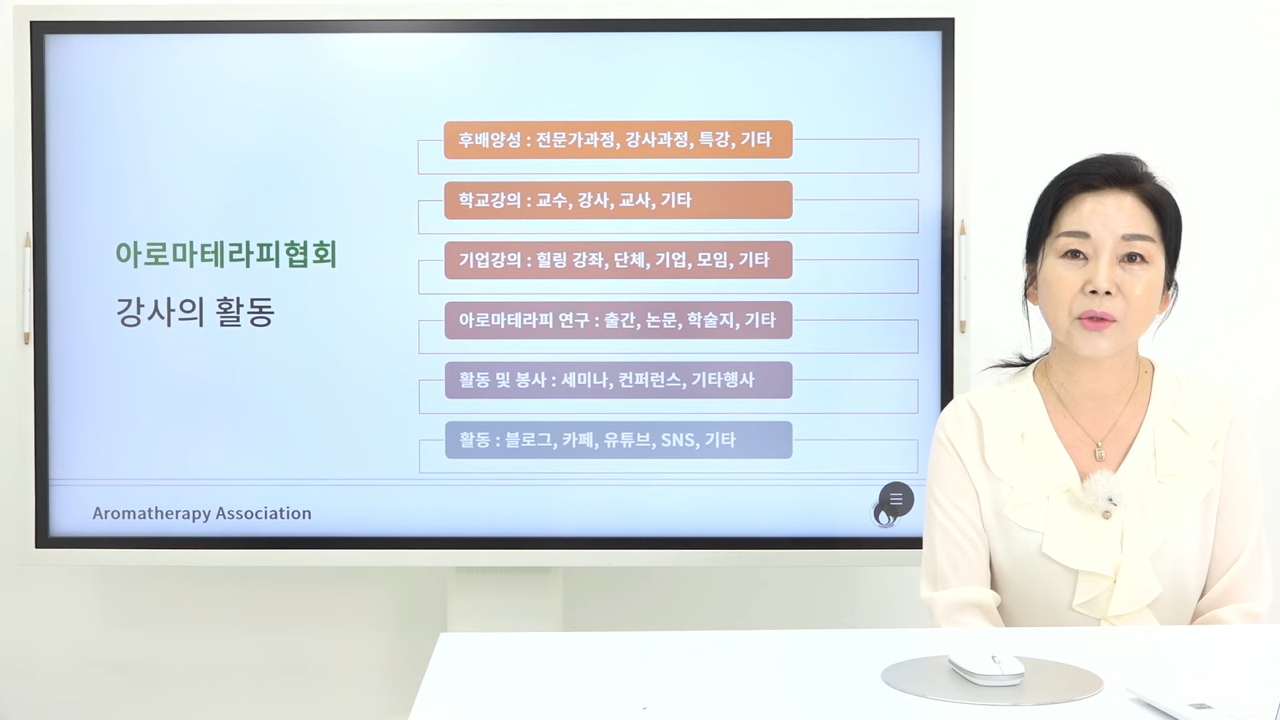 아로마테라피협회
강사의 활동
후배양성 : 전문가과정, 강사과정, 특강, 기타
학교강의 : 교수, 강사, 교사, 기타
기업강의 : 힐링 강좌, 단체, 기업, 모임, 기타
아로마테라피 연구 : 출간, 논문, 학술지, 기타
활동 및 봉사 : 세미나, 컨퍼런스, 기타행사
활동 : 블로그, 카페, 유튜브, SNS, 기타
Aromatherapy Association